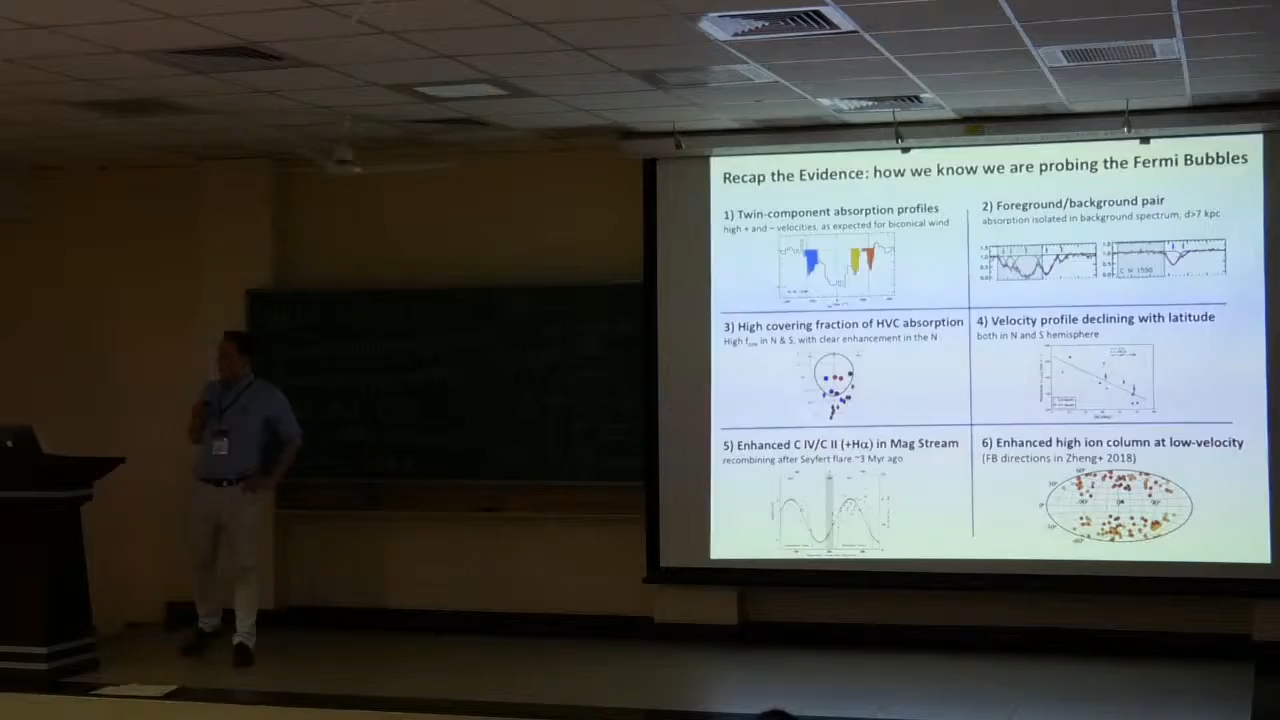 Recap the Evidence: how we know we are probing the Fermi Bubbles
1) Twin-component absorption profiles
high + and − velocities, as expected for biconical wind
2) Foreground/background pair
absorption isolated in background spectrum, d>7 kpc
3) High covering fraction of HVC absorption
High fcov in N & S, with clear enhancement in the N
4) Velocity profile declining with latitude
both in N and S hemisphere
5) Enhanced C IV/C II (+Hα) in Mag Stream
recombining after Seyfert flare ~3 Myr ago
6) Enhanced high ion column at low-velocity
(FB directions in Zheng+ 2018)